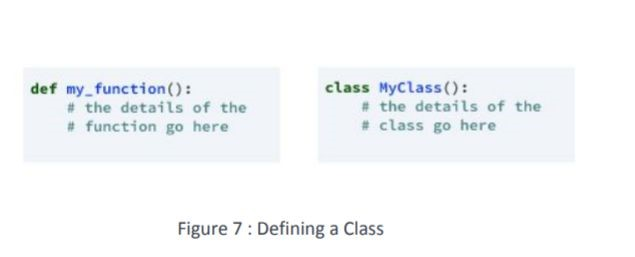 def my_function():
    # the details of the
    # function go here
class MyClass():
    # the details of the
    # class go here
Figure 7 : Defining a Class